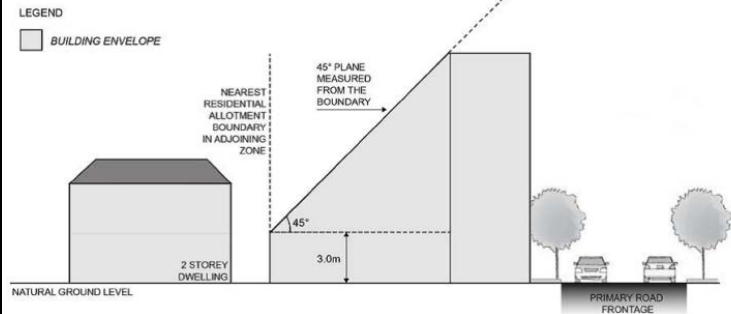 LEGEND
BUILDING ENVELOPE
45° PLANE
MEASURED
FROM THE
BOUNDARY
NEAREST
RESIDENTIAL
ALLOTMENT
BOUNDARY
IN ADJOINING
ZONE
45°
3.0m
2 STOREY
DWELLING
NATURAL GROUND LEVEL
PRIMARY ROAD
FRONTAGE